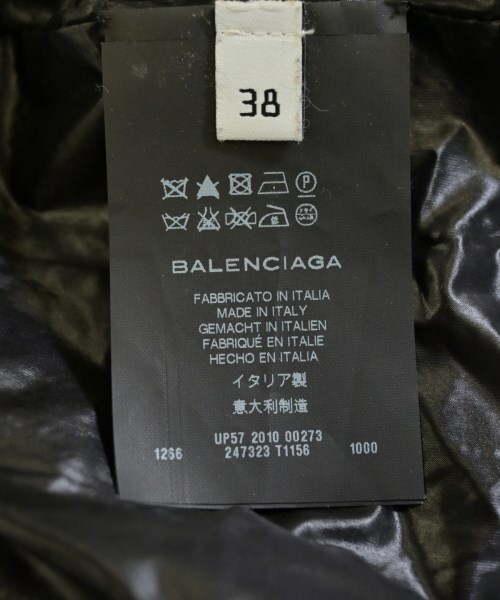 38
P
BALENCIAGA
FABBRICATO IN ITALIA
MADE IN ITALY
GEMACHT IN ITALIEN
FABRIQUÉ EN ITALIE
HECHO EN ITALIA
イタリア製
意大利制造
UP57 2010 00273
1266 247323 T1156 1000